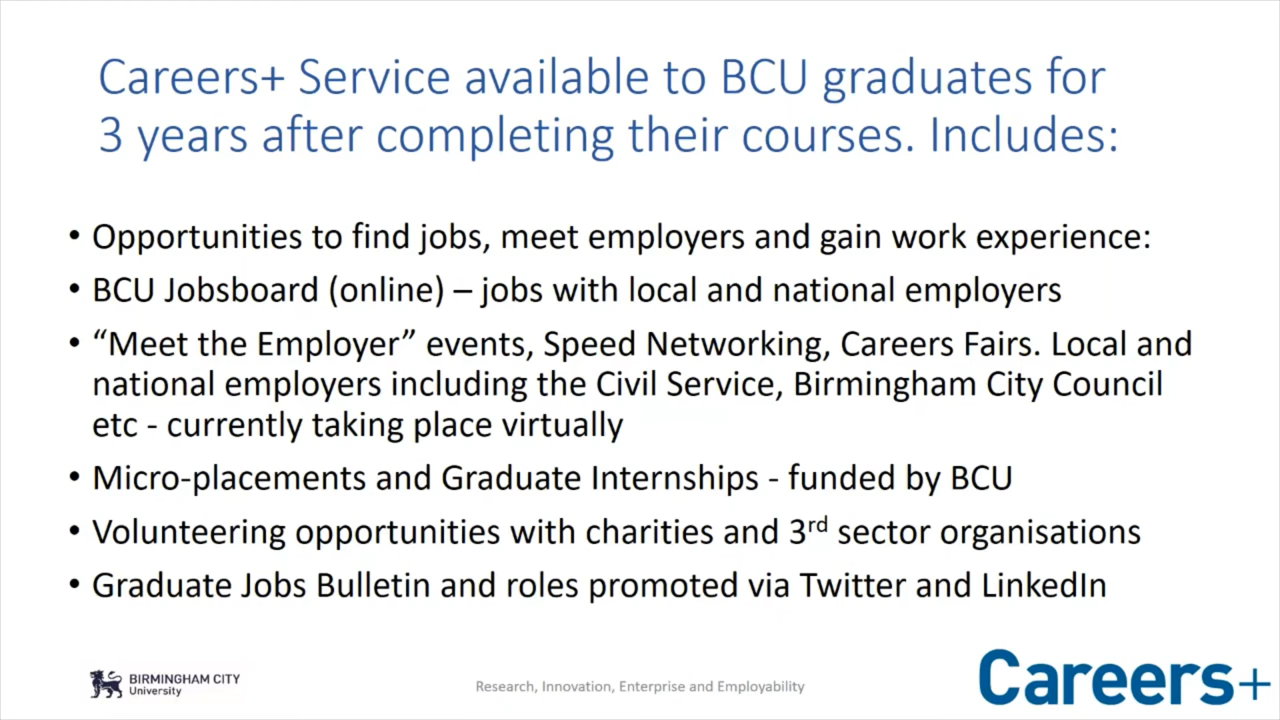 Careers+ Service available to BCU graduates for
3 years after completing their courses. Includes:
• Opportunities to find jobs, meet employers and gain work experience:
• BCU Jobsboard (online) – jobs with local and national employers
• “Meet the Employer” events, Speed Networking, Careers Fairs. Local and
national employers including the Civil Service, Birmingham City Council
etc - currently taking place virtually
• Micro-placements and Graduate Internships - funded by BCU
• Volunteering opportunities with charities and 3rd sector organisations
• Graduate Jobs Bulletin and roles promoted via Twitter and LinkedIn
BIRMINGHAM CITY
University
Research, Innovation, Enterprise and Employability
Careers+